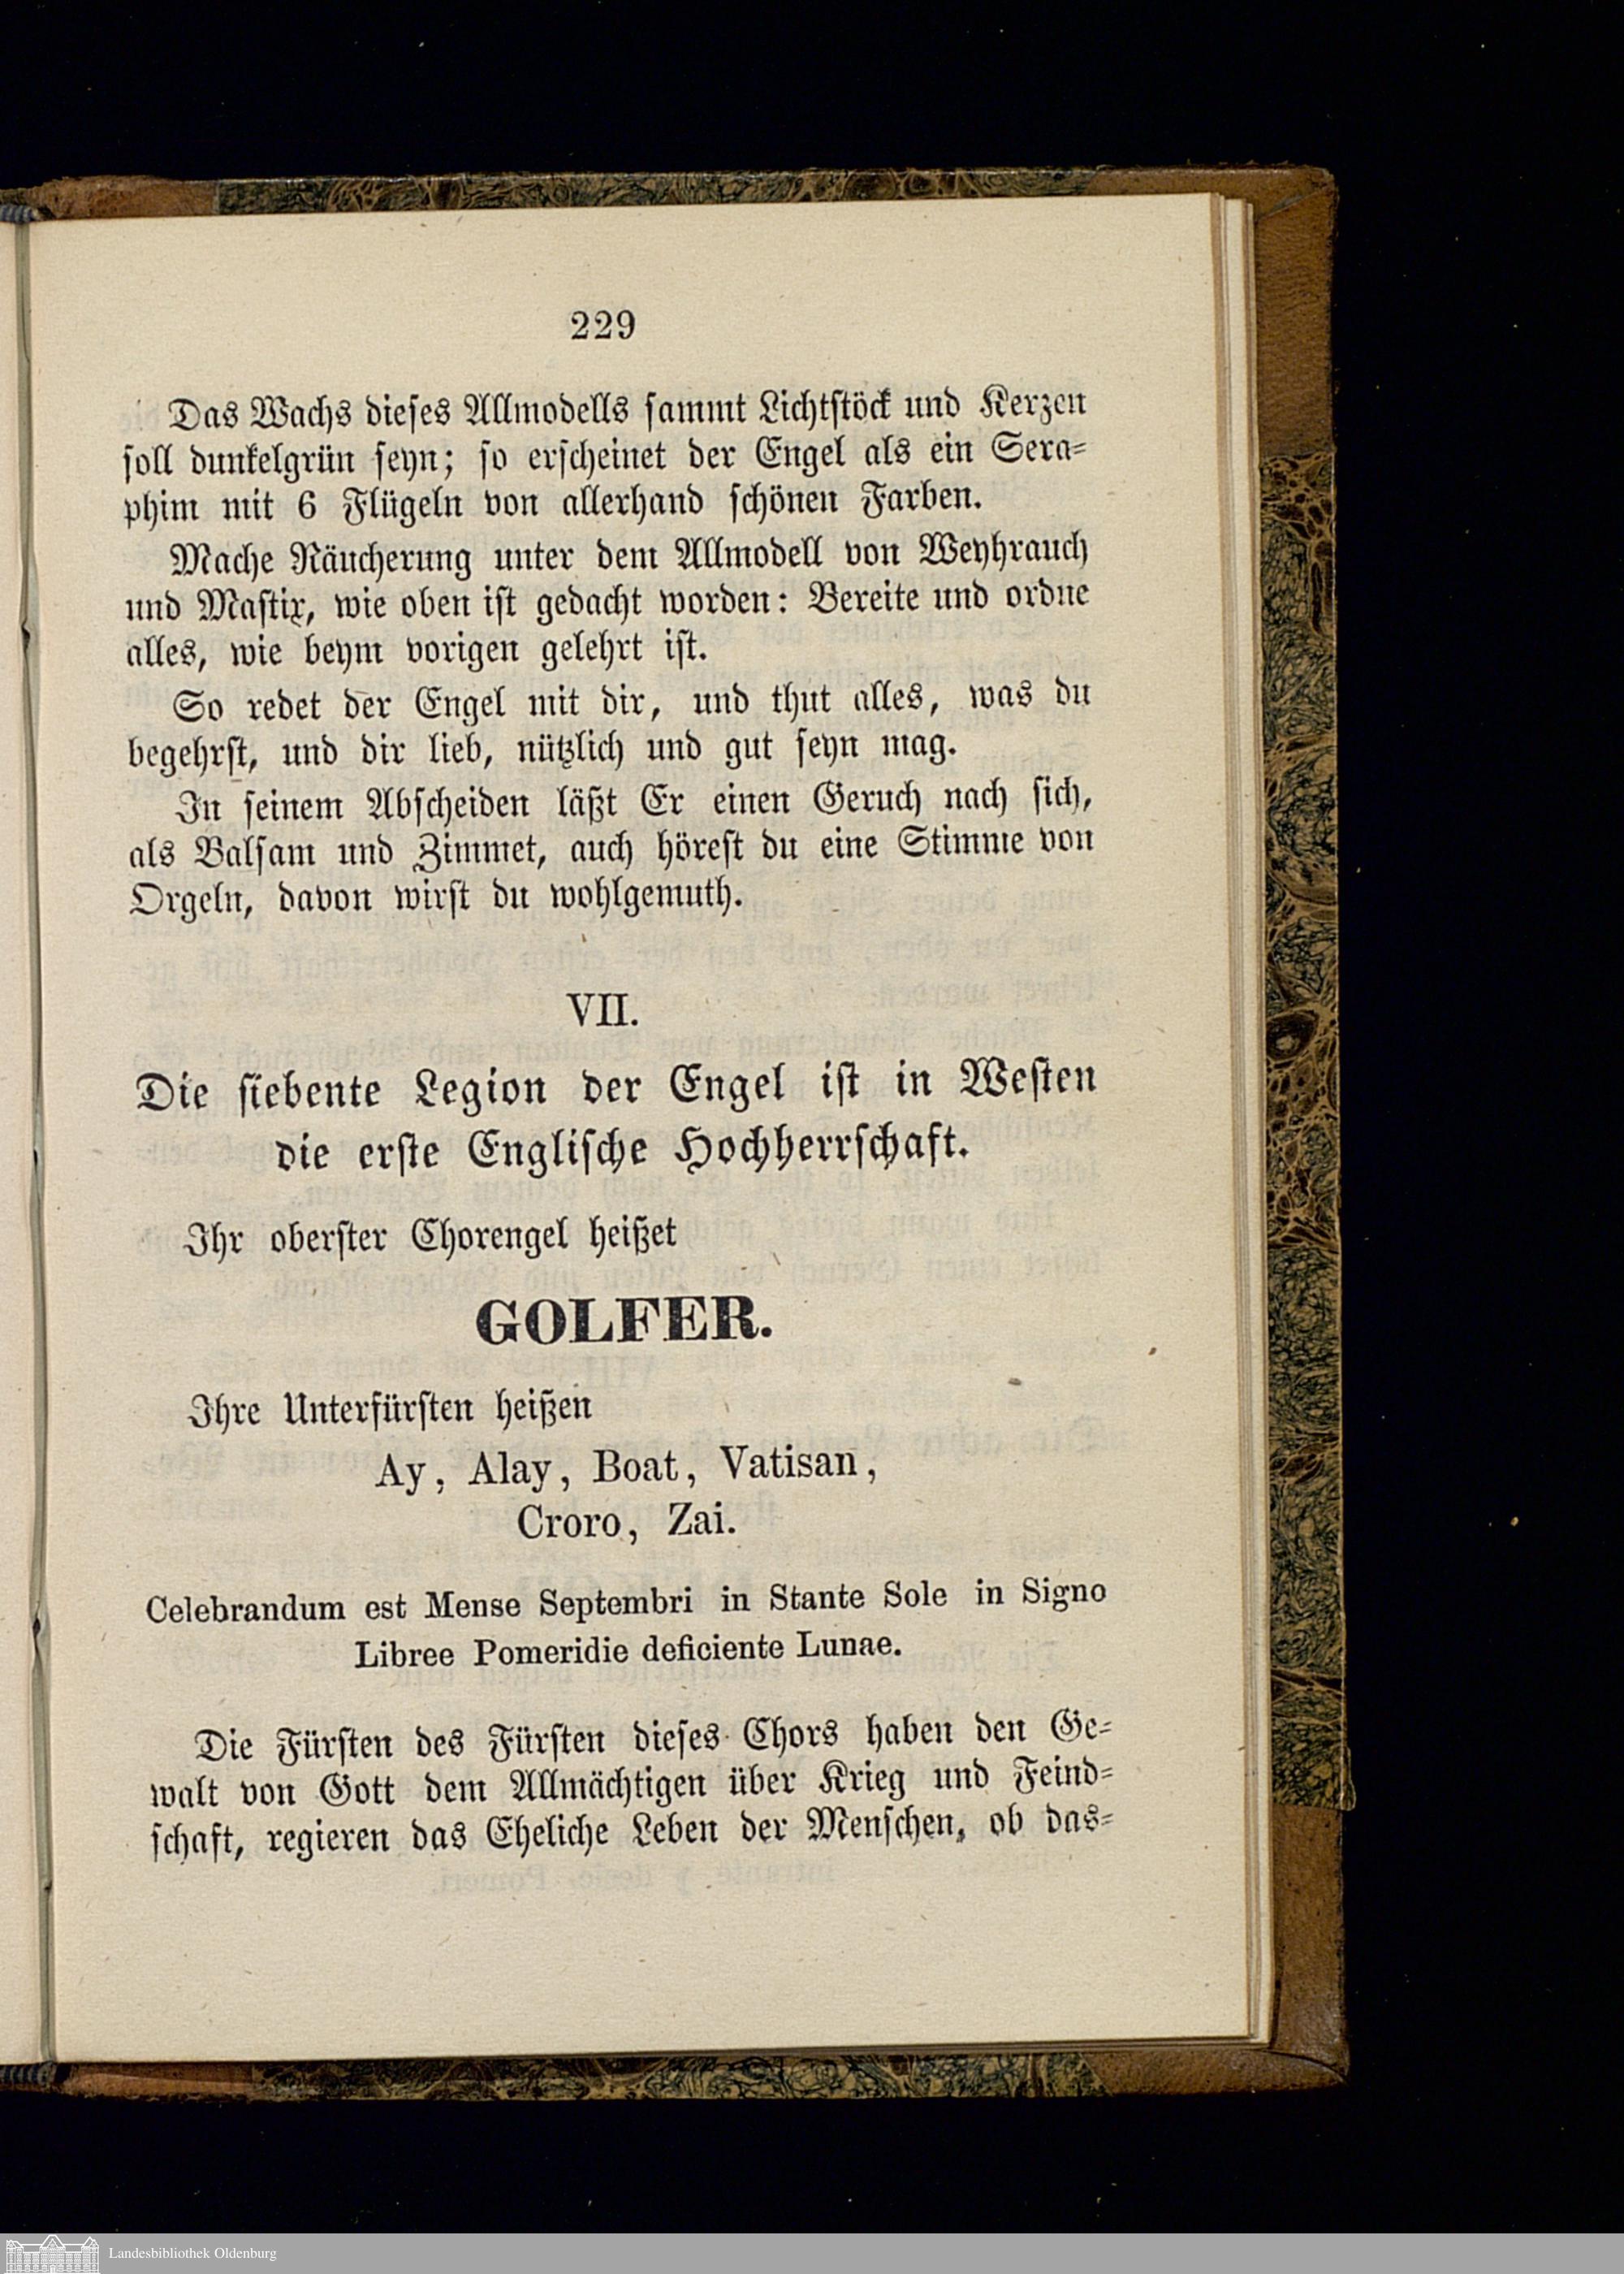 229
Das Wachs dieses Allmodells sammt Lichtstöck und Kerzen
soll dunkelgrün seyn; so erscheinet der Engel als ein Sera-
phim mit 6 Flügeln von allerhand schönen Farben.
Mache Räucherung unter dem Allmodell von Weyhrauch
und Mastix, wie oben ist gedacht worden: Bereite und ordne
alles, wie beym vorigen gelehrt ist.
So redet der Engel mit dir, und thut alles, was du
begehrst, und dir lieb, nützlich und gut seyn mag.
In seinem Abscheiden läßt Er einen Geruch nach sich,
als Balsam und Zimmet, auch hörest du eine Stimme von
Orgeln, davon wirst du wohlgemuth.
VII.
Die siebente Legion der Engel ist in Westen
die erste Englische Hochherrschaft.
Ihr oberster Chorengel heißet
GOLFER.
Ihre Unterfürsten heißen
Ay, Alay, Boat, Vatisan,
Croro, Zai.
Celebrandum est Mense Septembri in Stante Sole in Signo
Libree Pomeridie deficiente Lunae.
Die Fürsten des Fürsten dieses Chors haben den Ge-
walt von Gott dem Allmächtigen über Krieg und Feind-
schaft, regieren das Eheliche Leben der Menschen, ob das-
Landesbibliothek Oldenburg